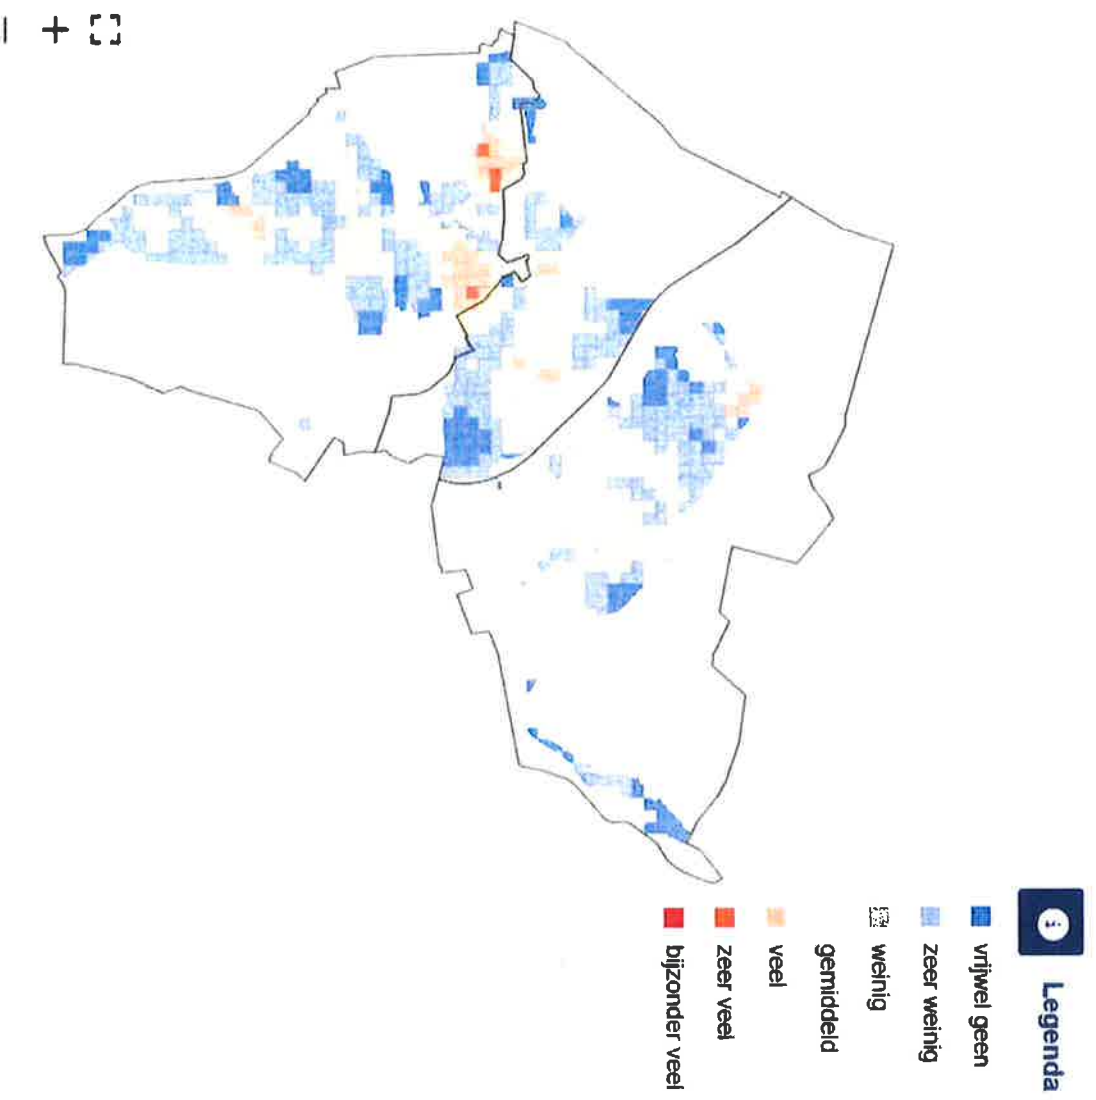 Legenda
vrijwel geen
zeer weinig
weinig
gemiddeld
veel
zeer veel
bijzonder veel